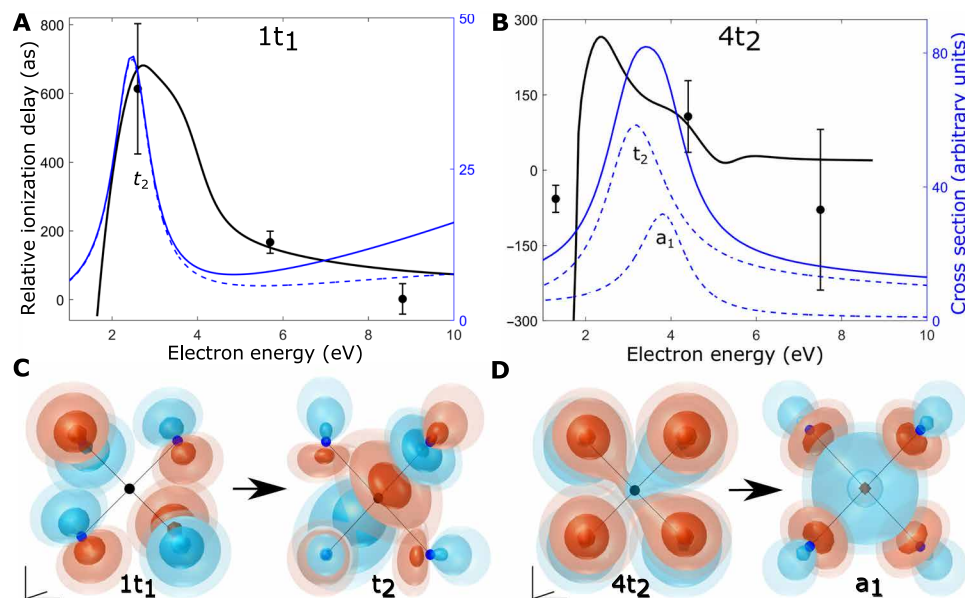 A
1t1
Relative ionization delay (as)
800
600
400
200
0
50
25
0
t2
2
4
6
8
10
Electron energy (eV)
B
4t2
300
150
0
−150
−300
80
40
0
Cross section (arbitrary units)
t2
a1
2
4
6
8
10
Electron energy (eV)
C
1t1
t2
D
4t2
a1